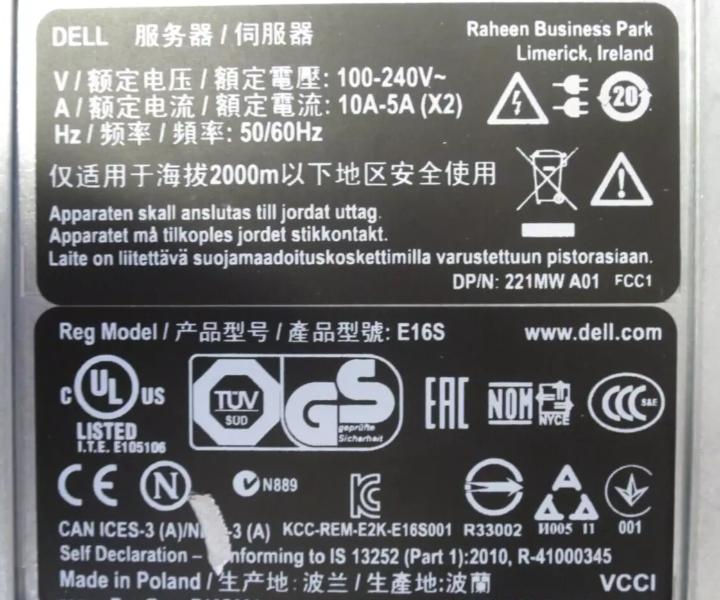 DELL 服务器 / 伺服器
Raheen Business Park
Limerick, Ireland
V / 额定电压 / 額定電壓: 100-240V~
A / 额定电流 / 額定電流: 10A-5A (X2)
Hz / 频率 / 頻率: 50/60Hz
20
仅适用于海拔2000m以下地区安全使用
Apparaten skall anslutas till jordat uttag.
Apparatet må tilkoples jordet stikkontakt.
Laite on liitettävä suojamaadoituskoskettimilla varustettuun pistorasiaan.
DP/N: 221MW A01 FCC1
Reg Model / 产品型号 / 產品型號: E16S
www.dell.com
C UL US
LISTED
I.T.E. E105106
TÜV
SÜD
GS
geprüfte
Sicherheit
EAC
NOM
NYCE
CCC S&E
CE
N
N889
KC
R33002
И005 11
001
CAN ICES-3 (A)/N -3 (A) KCC-REM-E2K-E16S001
Self Declaration – nforming to IS 13252 (Part 1):2010, R-41000345
Made in Poland / 生产地: 波兰 / 生產地:波蘭
VCCI